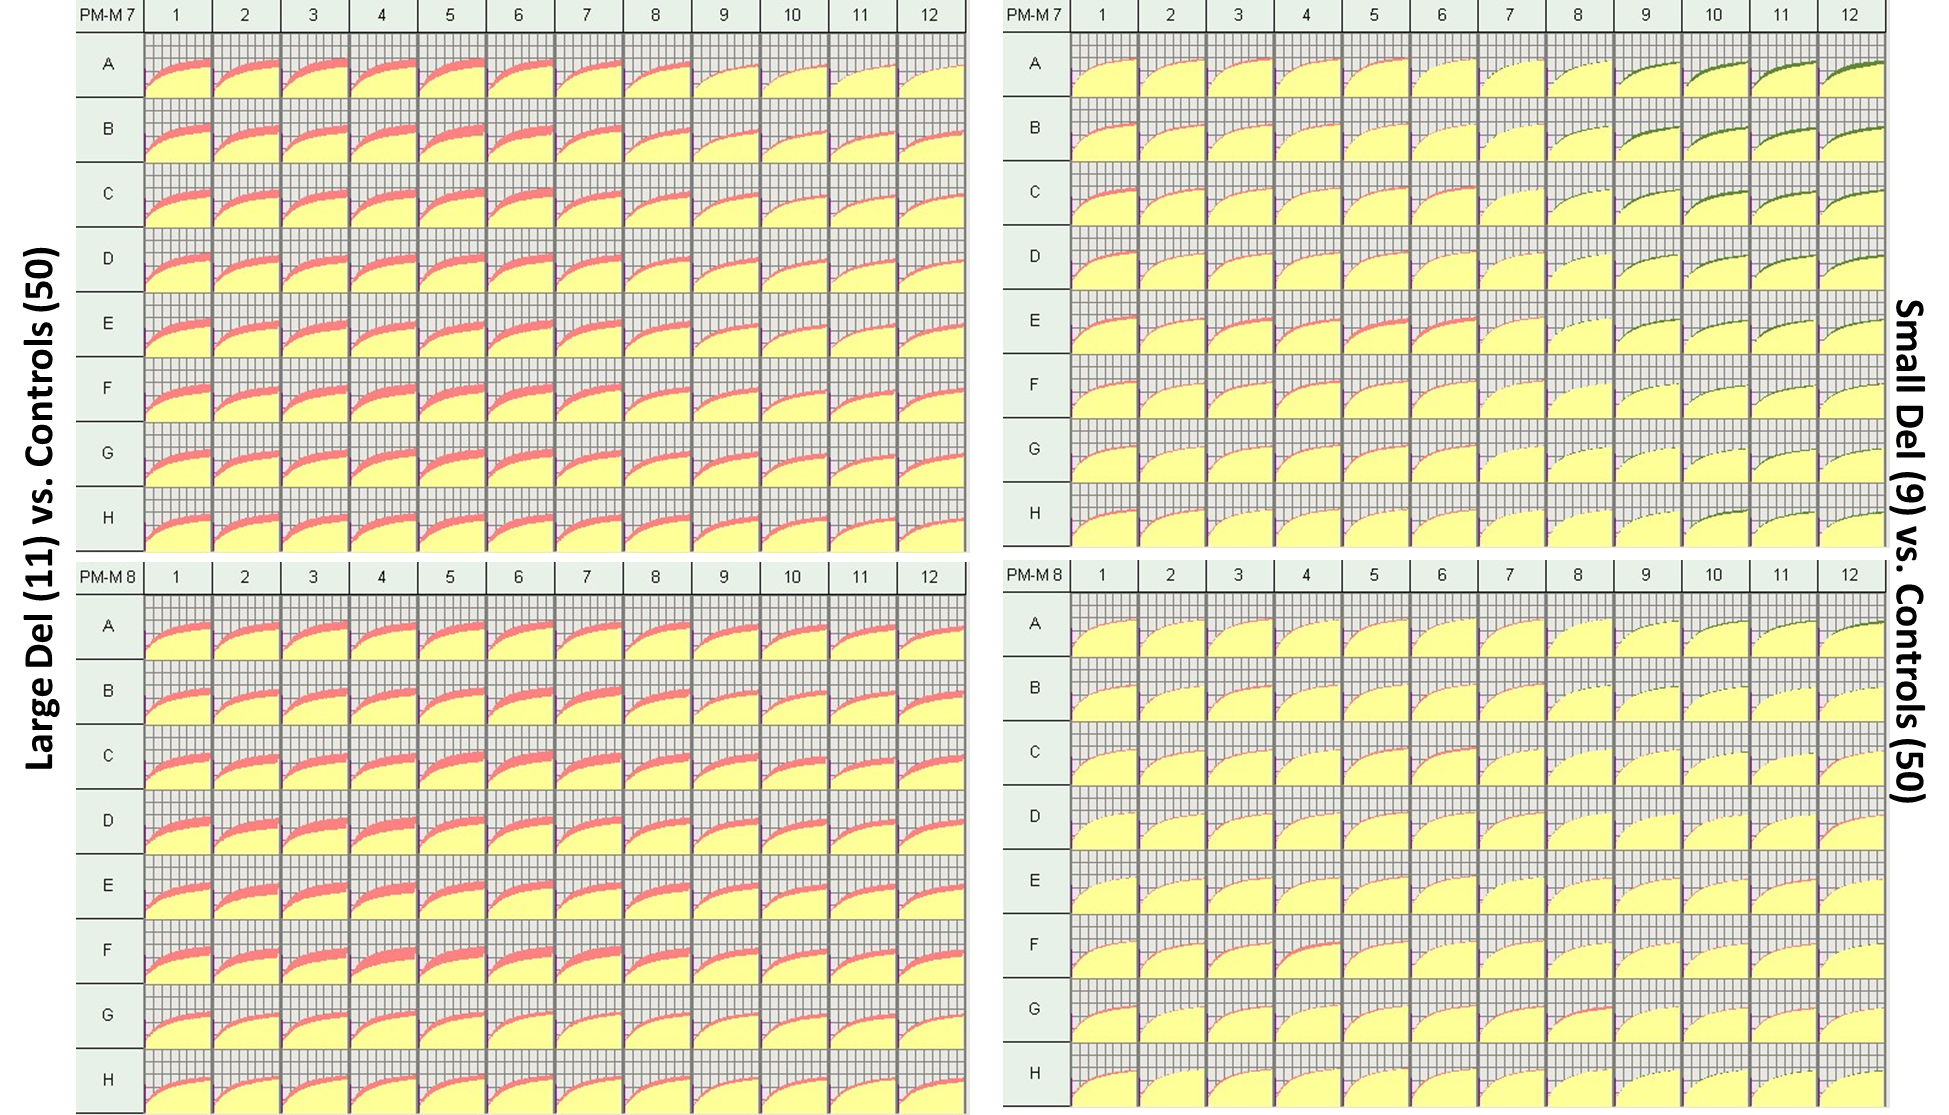 Large Del (11) vs. Controls (50)
PM-M 7 1 2 3 4 5 6 7 8 9 10 11 12
A
B
C
D
E
F
G
H
PM-M 8 1 2 3 4 5 6 7 8 9 10 11 12
A
B
C
D
E
F
G
H
PM-M 7 1 2 3 4 5 6 7 8 9 10 11 12
A
B
C
D
E
F
G
H
PM-M 8 1 2 3 4 5 6 7 8 9 10 11 12
A
B
C
D
E
F
G
H
Small Del (9) vs. Controls (50)